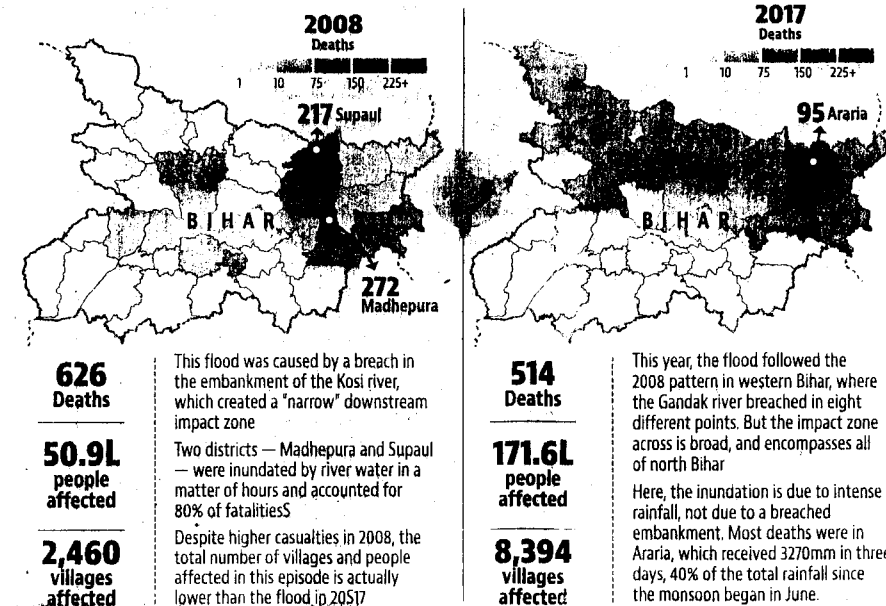 2008
Deaths
1 10 75 150 225+
217 Supaul
BIHAR
272
Madhepura
626
Deaths
50.9L
people
affected
2,460
villages
affected
This flood was caused by a breach in
the embankment of the Kosi river,
which created a "narrow" downstream
impact zone
Two districts — Madhepura and Supaul
— were inundated by river water in a
matter of hours and accounted for
80% of fatalitiesS
Despite higher casualties in 2008, the
total number of villages and people
affected in this episode is actually
lower than the flood ip 20S17
2017
Deaths
1 10 75 150 225+
95 Araria
BIHAR
514
Deaths
171.6L
people
affected
8,394
villages
affected
This year, the flood followed the
2008 pattern in western Bihar, where
the Gandak river breached in eight
different points. But the impact zone
across is broad, and encompasses all
of north Bihar
Here, the inundation is due to intense
rainfall, not due to a breached
embankment. Most deaths were in
Araria, which received 3270mm in three
days, 40% of the total rainfall since
the monsoon began in June.